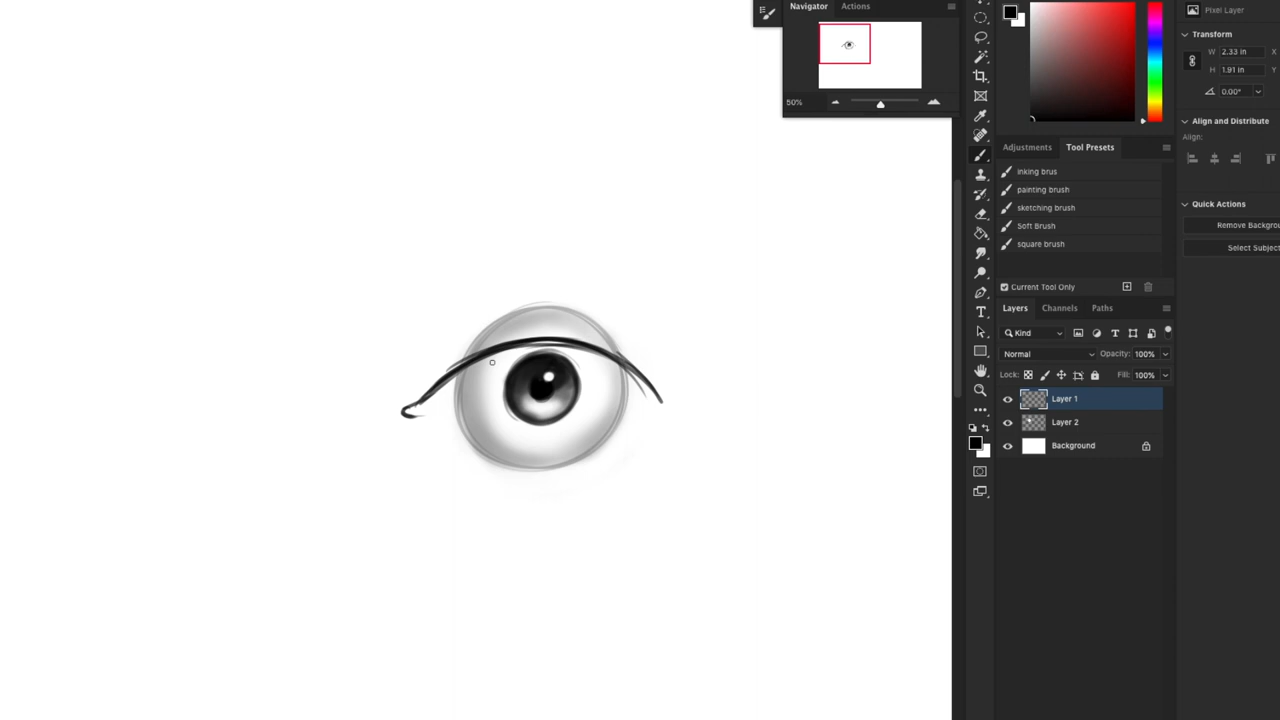 Navigator Actions
50%
Pixel Layer
Transform
W 2.33 in X
H 1.91 in Y
0.00°
Align and Distribute
Align:
Quick Actions
Remove Backgrou
Select Subject
Adjustments Tool Presets
inking brus
painting brush
sketching brush
Soft Brush
square brush
Current Tool Only
Layers Channels Paths
Kind
Normal Opacity: 100%
Lock: Fill: 100%
Layer 1
Layer 2
Background